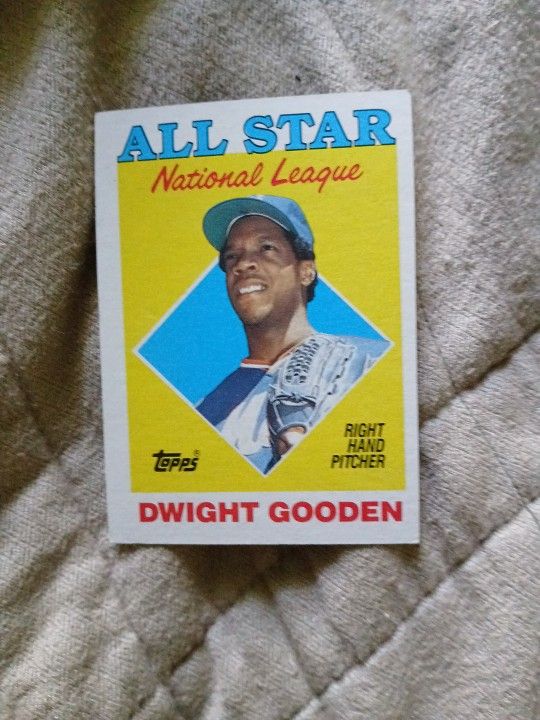 ALL STAR
National League
RIGHT
HAND
PITCHER
topps®
DWIGHT GOODEN